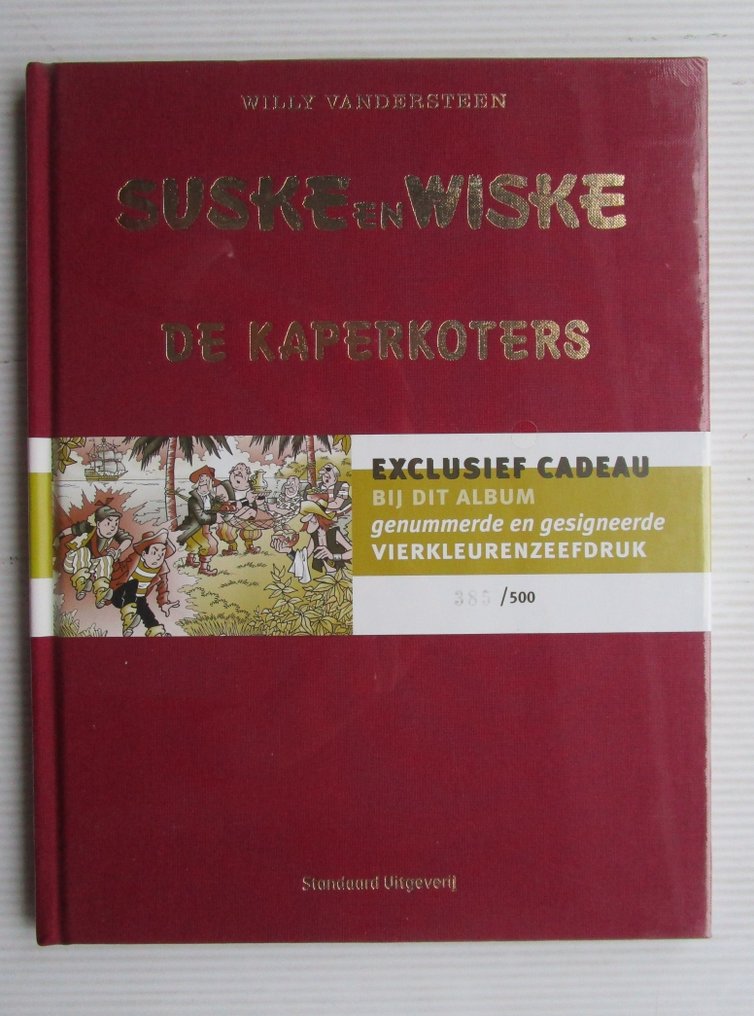 WILLY VANDERSTEEN
SUSKE EN WISKE
DE KAPERKOTERS
EXCLUSIEF CADEAU
BIJ DIT ALBUM
genummerde en gesigneerde
VIERKLEURENZEEFDRUK
385 /500
Standaard Uitgeverij